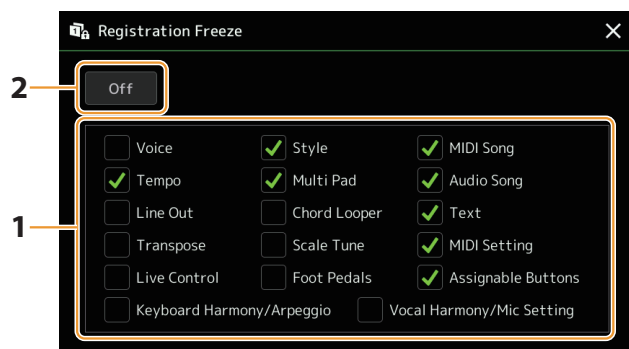 Registration Freeze
2
Off
Voice Style MIDI Song
Tempo Multi Pad Audio Song
1
Line Out Chord Looper Text
Transpose Scale Tune MIDI Setting
Live Control Foot Pedals Assignable Buttons
Keyboard Harmony/Arpeggio Vocal Harmony/Mic Setting